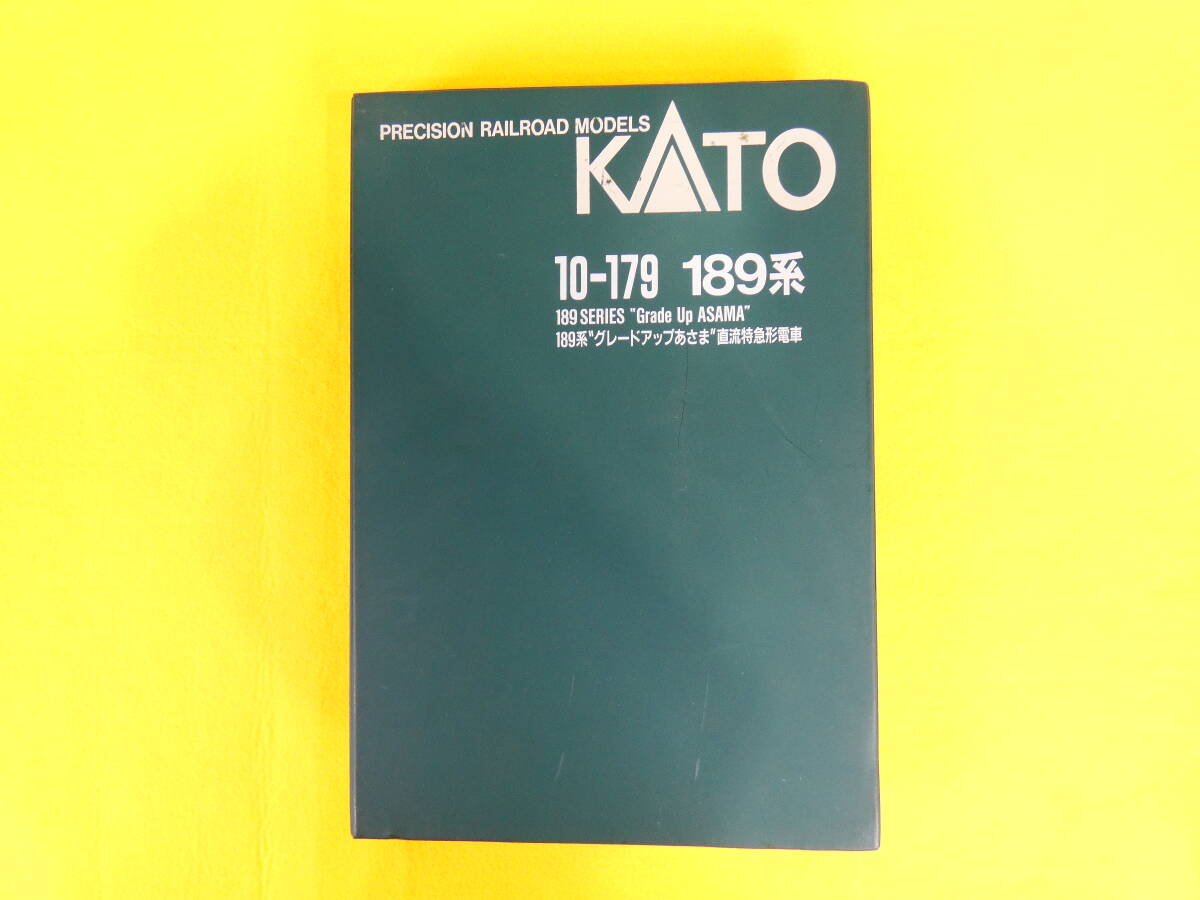 PRECISION RAILROAD MODELS
KATO
10-179 189系
189 SERIES "Grade Up ASAMA"
189系"グレードアップあさま"直流特急形電車